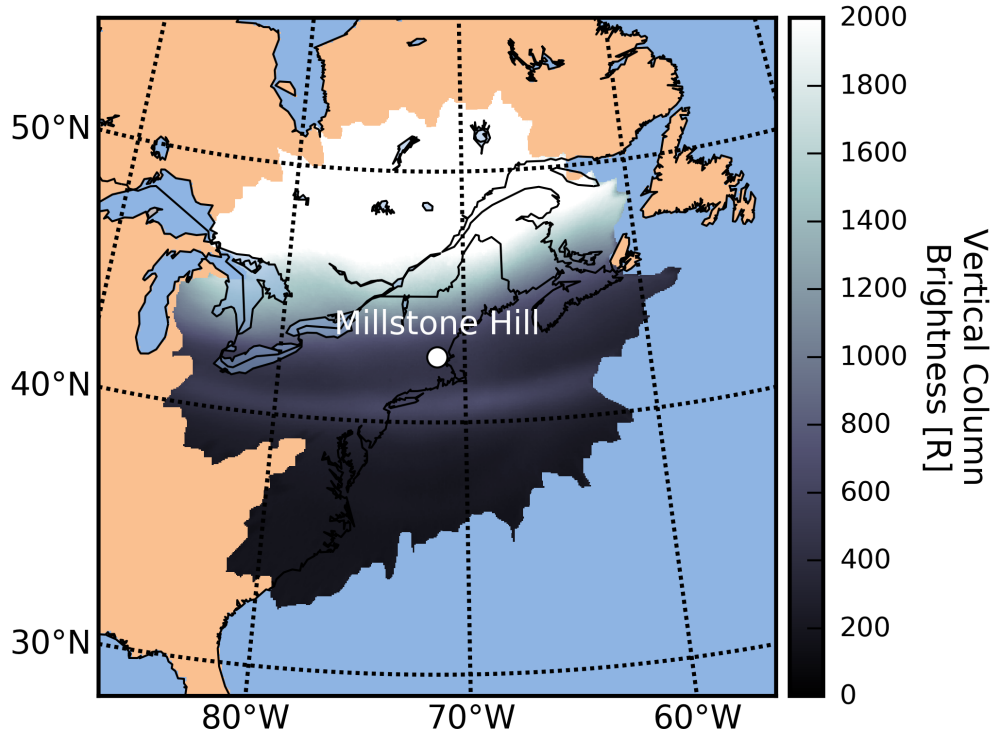 50°N
40°N
30°N
80°W
70°W
60°W
Millstone Hill
2000
1800
1600
1400
1200
1000
800
600
400
200
0
Vertical Column
Brightness [R]